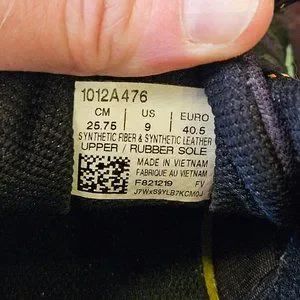 1012A476
CM US EURO
25.75 9 40.5
SYNTHETIC FIBER & SYNTHETIC LEATHER
UPPER / RUBBER SOLE
MADE IN VIETNAM
FABRIQUE AU VIETNAM
F821219 FV